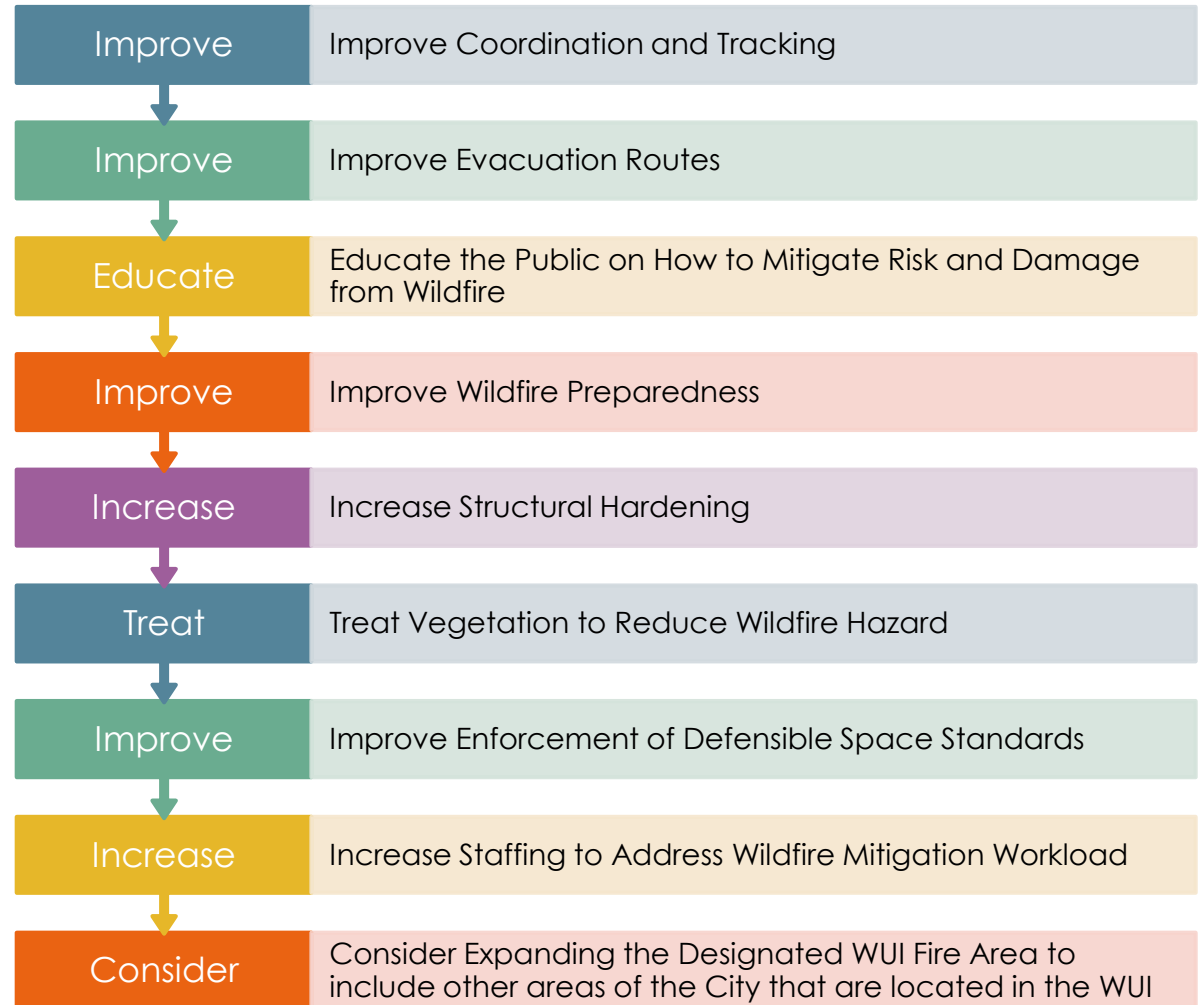 Improve
Improve Coordination and Tracking
Improve
Improve Evacuation Routes
Educate
Educate the Public on How to Mitigate Risk and Damage
from Wildfire
Improve
Improve Wildfire Preparedness
Increase
Increase Structural Hardening
Treat
Treat Vegetation to Reduce Wildfire Hazard
Improve
Improve Enforcement of Defensible Space Standards
Increase
Increase Staffing to Address Wildfire Mitigation Workload
Consider
Consider Expanding the Designated WUI Fire Area to
include other areas of the City that are located in the WUI